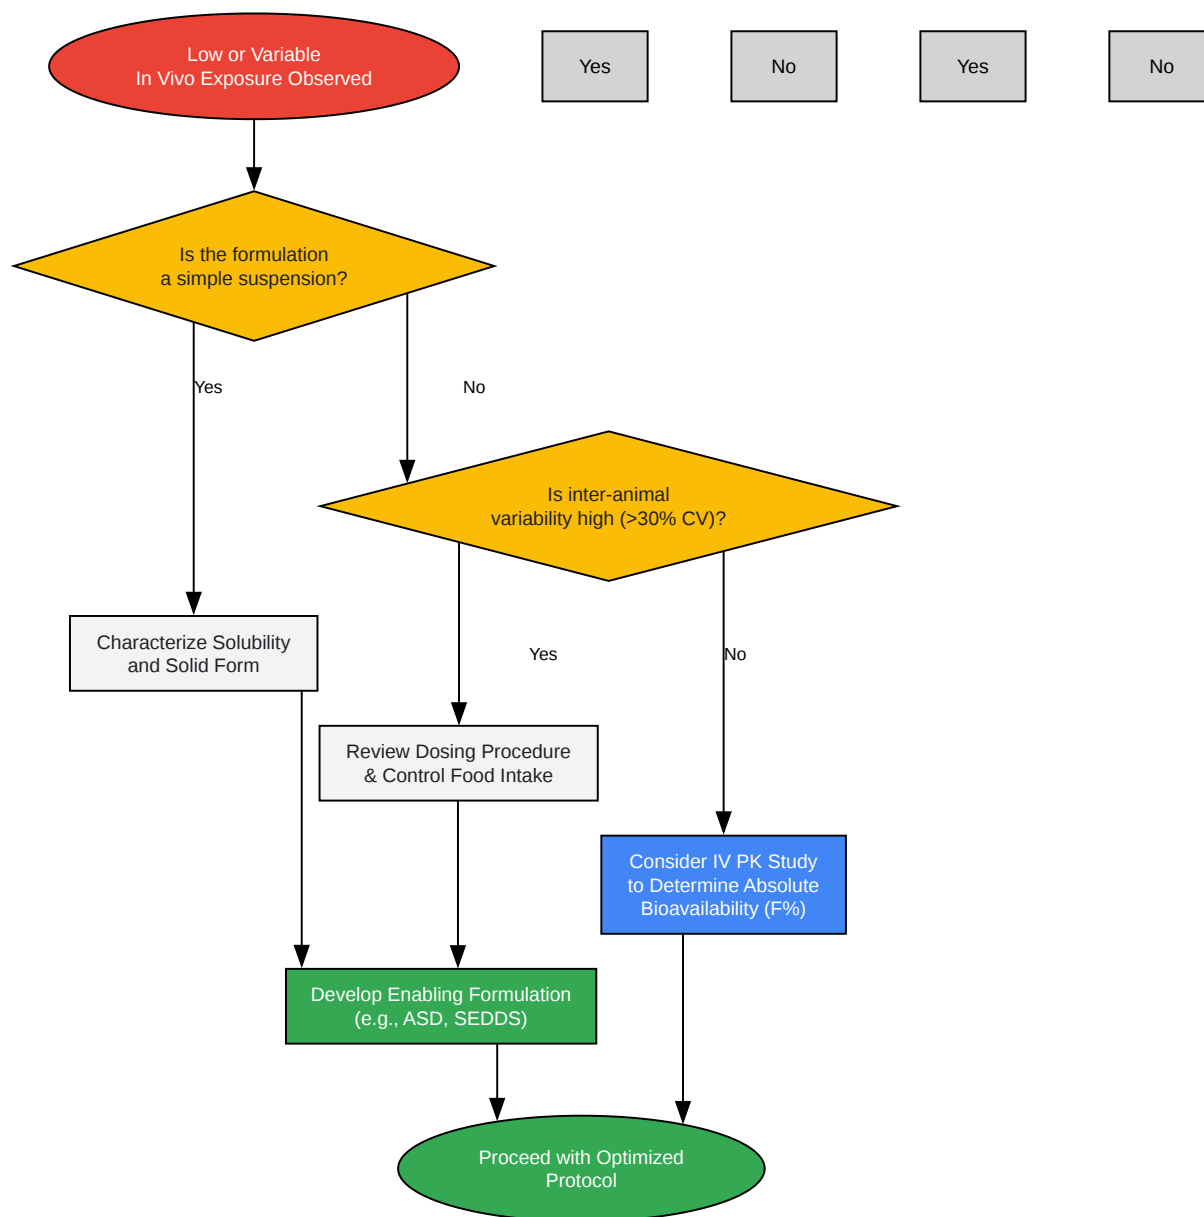 Low or Variable
In Vivo Exposure Observed
Yes
No
Yes
No
Is the formulation
a simple suspension?
Yes
No
Is inter-animal
variability high (>30% CV)?
Characterize Solubility
and Solid Form
Yes
No
Review Dosing Procedure
& Control Food Intake
Consider IV PK Study
to Determine Absolute
Bioavailability (F%)
Develop Enabling Formulation
(e.g., ASD, SEDDS)
Proceed with Optimized
Protocol